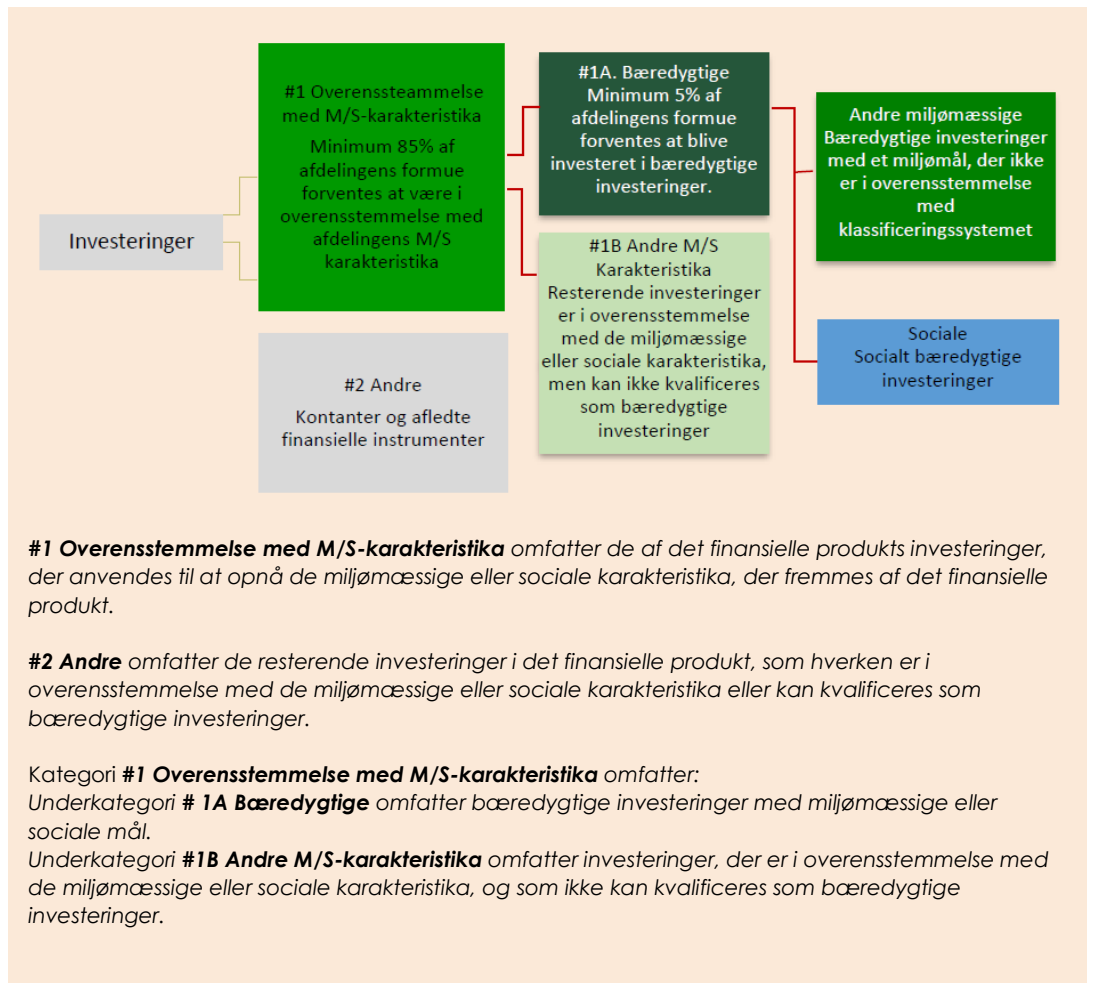 Investeringer
#1 Overenssteammelse
med M/S-karakteristika
Minimum 85% af
afdelingens formue
forventes at være i
overensstemmelse med
afdelingens M/S
karakteristika
#2 Andre
Kontanter og afledte
finansielle instrumenter
#1A. Bæredygtige
Minimum 5% af
afdelingens formue
forventes at blive
investeret i bæredygtige
investeringer.
#1B Andre M/S
Karakteristika
Resterende investeringer
er i overensstemmelse
med de miljømæssige
eller sociale karakteristika,
men kan ikke kvalificeres
som bæredygtige
investeringer
Andre miljømæssige
Bæredygtige investeringer
med et miljømål, der ikke
er i overensstemmelse
med
klassificeringssystemet
Sociale
Socialt bæredygtige
investeringer
#1 Overensstemmelse med M/S-karakteristika omfatter de af det finansielle produkts investeringer,
der anvendes til at opnå de miljømæssige eller sociale karakteristika, der fremmes af det finansielle
produkt.
#2 Andre omfatter de resterende investeringer i det finansielle produkt, som hverken er i
overensstemmelse med de miljømæssige eller sociale karakteristika eller kan kvalificeres som
bæredygtige investeringer.
Kategori #1 Overensstemmelse med M/S-karakteristika omfatter:
Underkategori # 1A Bæredygtige omfatter bæredygtige investeringer med miljømæssige eller
sociale mål.
Underkategori #1B Andre M/S-karakteristika omfatter investeringer, der er i overensstemmelse med
de miljømæssige eller sociale karakteristika, og som ikke kan kvalificeres som bæredygtige
investeringer.